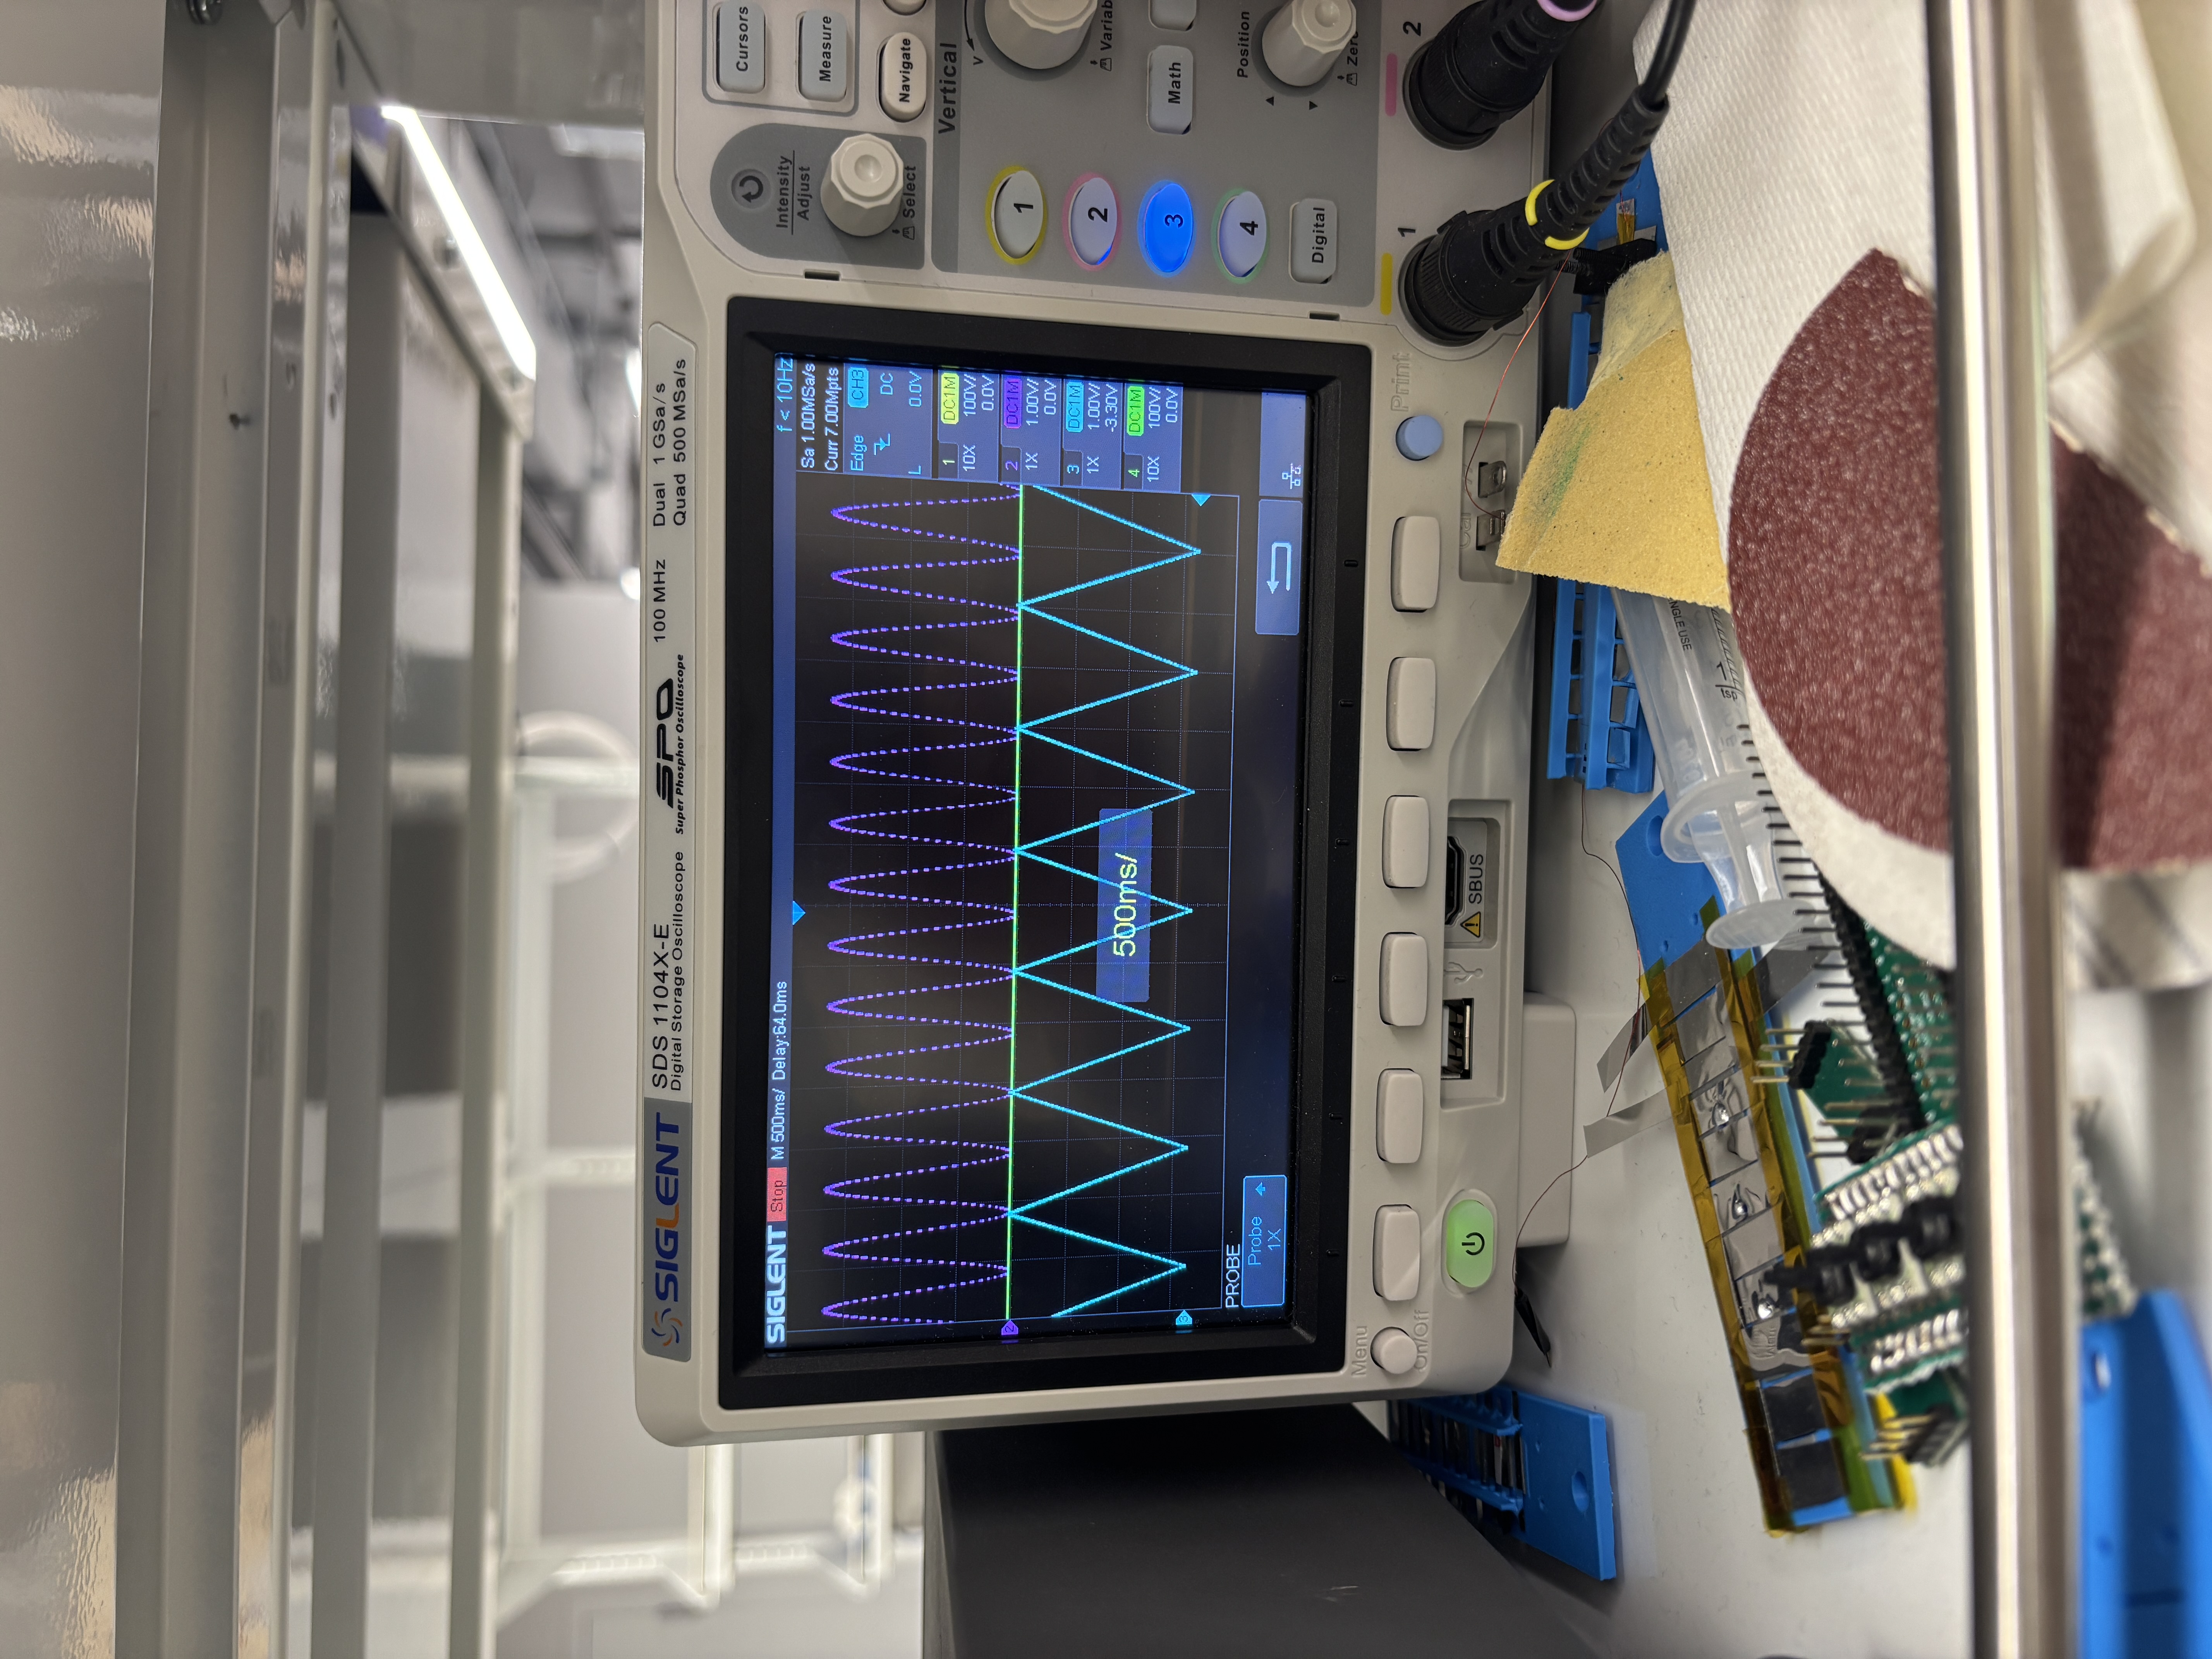 SIGLENT
SDS 1104X-E
Digital Storage Oscilloscope
SPO
Super Phosphor Oscilloscope
100 MHz
Dual 1 GSa/s
Quad 500 MSa/s
SIGLENT Stop M 500ms/ Delay:64.0ms
f < 10Hz
Sa 1.00MSa/s
Curr 7.00Mpts
Edge CH3
DC
L 0.0V
1 DC1M
10X 100V/
0.0V
2 DC1M
1X 1.00V/
0.0V
3 DC1M
1X 1.00V/
-3.30V
4 DC1M
10X 100V/
0.0V
2
3
500ms/
PROBE
Probe
1X
Intensity
Adjust
Select
Cursors
Measure
Navigate
Vertical
V
1
2
3
4
Math
Digital
Position
Menu
On/Off
Print
SBUS
1
2